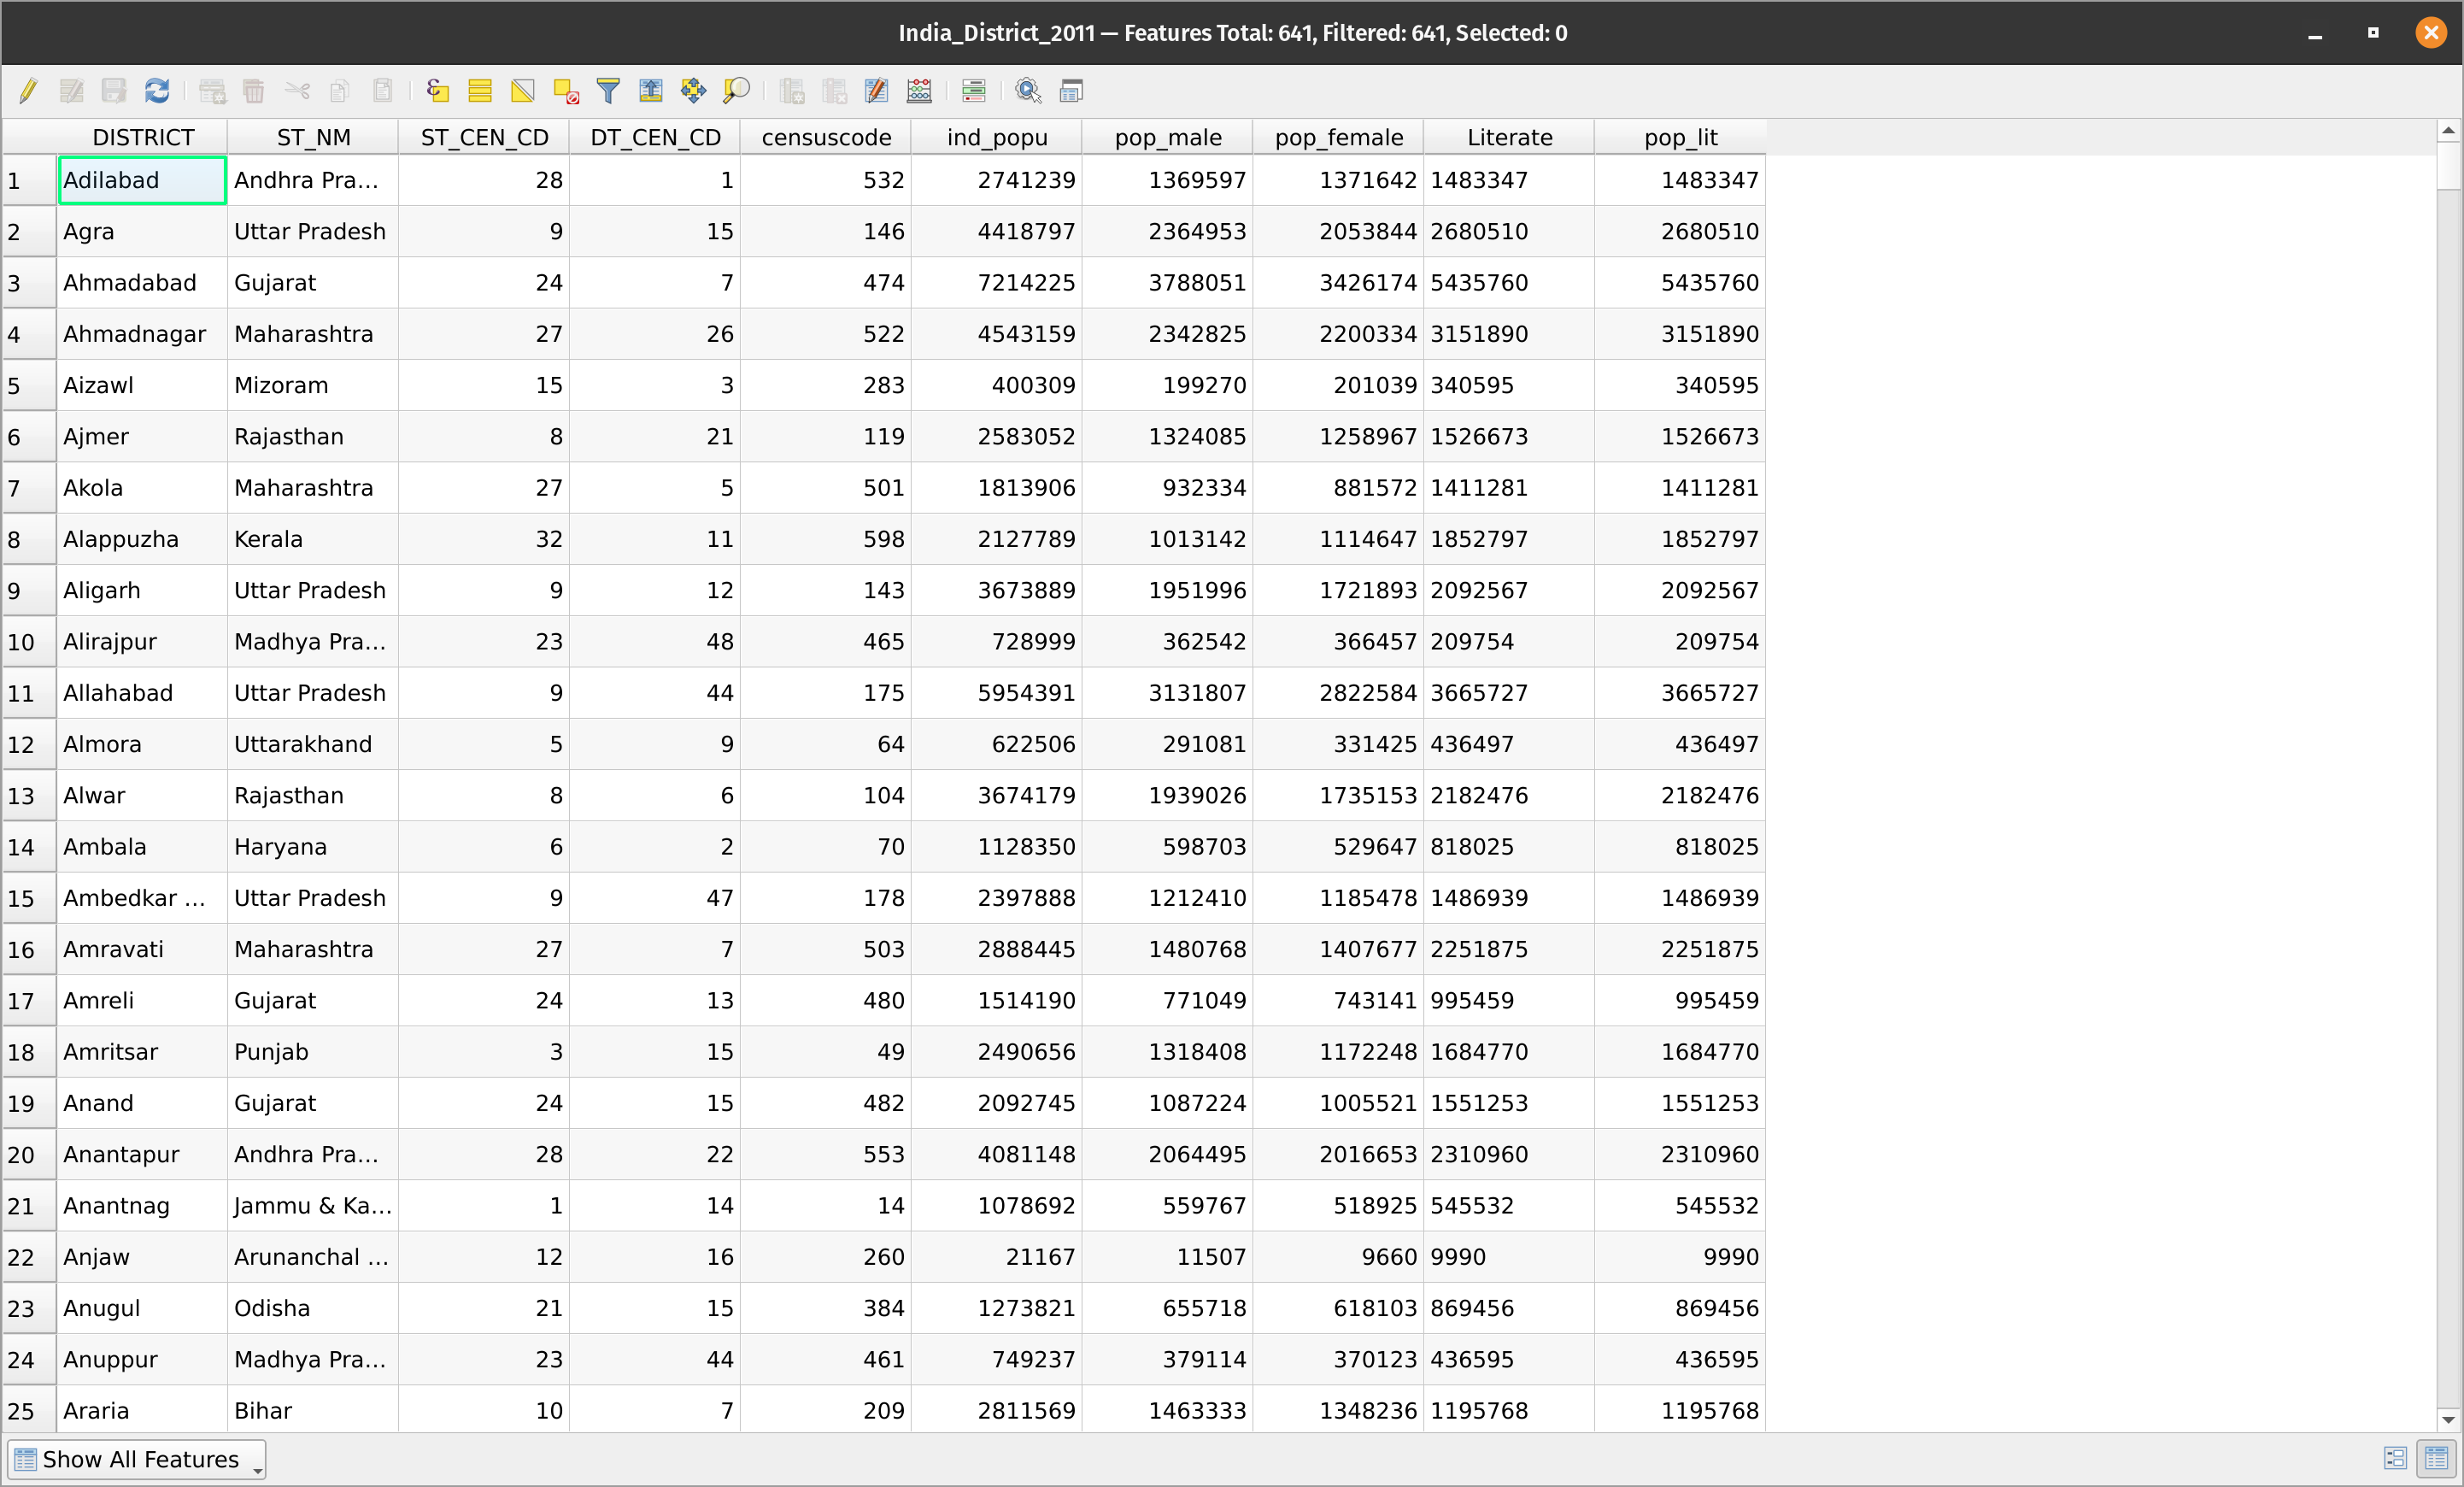 India_District_2011 — Features Total: 641, Filtered: 641, Selected: 0
DISTRICT ST_NM ST_CEN_CD DT_CEN_CD censuscode ind_popu pop_male pop_female Literate pop_lit
1 Adilabad Andhra Pra... 28 1 532 2741239 1369597 1371642 1483347 1483347
2 Agra Uttar Pradesh 9 15 146 4418797 2364953 2053844 2680510 2680510
3 Ahmadabad Gujarat 24 7 474 7214225 3788051 3426174 5435760 5435760
4 Ahmadnagar Maharashtra 27 26 522 4543159 2342825 2200334 3151890 3151890
5 Aizawl Mizoram 15 3 283 400309 199270 201039 340595 340595
6 Ajmer Rajasthan 8 21 119 2583052 1324085 1258967 1526673 1526673
7 Akola Maharashtra 27 5 501 1813906 932334 881572 1411281 1411281
8 Alappuzha Kerala 32 11 598 2127789 1013142 1114647 1852797 1852797
9 Aligarh Uttar Pradesh 9 12 143 3673889 1951996 1721893 2092567 2092567
10 Alirajpur Madhya Pra... 23 48 465 728999 362542 366457 209754 209754
11 Allahabad Uttar Pradesh 9 44 175 5954391 3131807 2822584 3665727 3665727
12 Almora Uttarakhand 5 9 64 622506 291081 331425 436497 436497
13 Alwar Rajasthan 8 6 104 3674179 1939026 1735153 2182476 2182476
14 Ambala Haryana 6 2 70 1128350 598703 529647 818025 818025
15 Ambedkar ... Uttar Pradesh 9 47 178 2397888 1212410 1185478 1486939 1486939
16 Amravati Maharashtra 27 7 503 2888445 1480768 1407677 2251875 2251875
17 Amreli Gujarat 24 13 480 1514190 771049 743141 995459 995459
18 Amritsar Punjab 3 15 49 2490656 1318408 1172248 1684770 1684770
19 Anand Gujarat 24 15 482 2092745 1087224 1005521 1551253 1551253
20 Anantapur Andhra Pra... 28 22 553 4081148 2064495 2016653 2310960 2310960
21 Anantnag Jammu & Ka... 1 14 14 1078692 559767 518925 545532 545532
22 Anjaw Arunanchal ... 12 16 260 21167 11507 9660 9990 9990
23 Anugul Odisha 21 15 384 1273821 655718 618103 869456 869456
24 Anuppur Madhya Pra... 23 44 461 749237 379114 370123 436595 436595
25 Araria Bihar 10 7 209 2811569 1463333 1348236 1195768 1195768
Show All Features